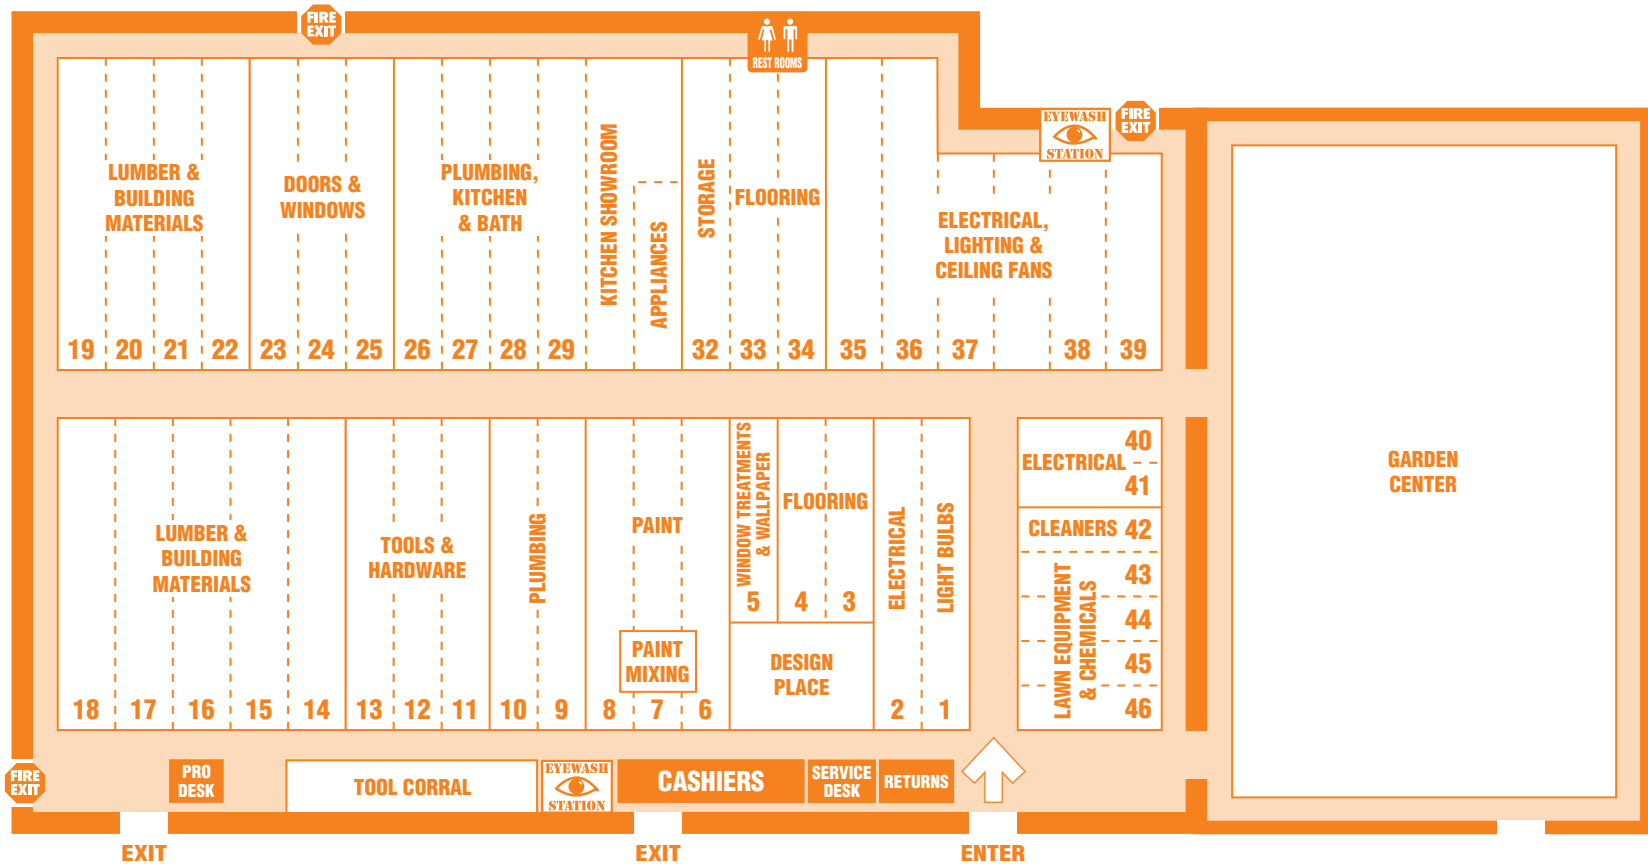 FIRE
EXIT
REST ROOMS
EYEWASH
STATION
FIRE
EXIT
LUMBER &
BUILDING
MATERIALS
DOORS &
WINDOWS
PLUMBING,
KITCHEN
& BATH
KITCHEN SHOWROOM
APPLIANCES
STORAGE
FLOORING
ELECTRICAL,
LIGHTING &
CEILING FANS
19 20 21 22 23 24 25 26 27 28 29 32 33 34 35 36 37 38 39
GARDEN
CENTER
LUMBER &
BUILDING
MATERIALS
TOOLS &
HARDWARE
PLUMBING
PAINT
PAINT
MIXING
WINDOW TREATMENTS
& WALLPAPER
FLOORING
5 4 3
DESIGN
PLACE
ELECTRICAL
LIGHT BULBS
18 17 16 15 14 13 12 11 10 9 8 7 6 2 1
40
ELECTRICAL
41
CLEANERS 42
LAWN EQUIPMENT
& CHEMICALS
43
44
45
46
FIRE
EXIT
PRO
DESK
TOOL CORRAL
EYEWASH
STATION
CASHIERS
SERVICE
DESK
RETURNS
EXIT
EXIT
ENTER